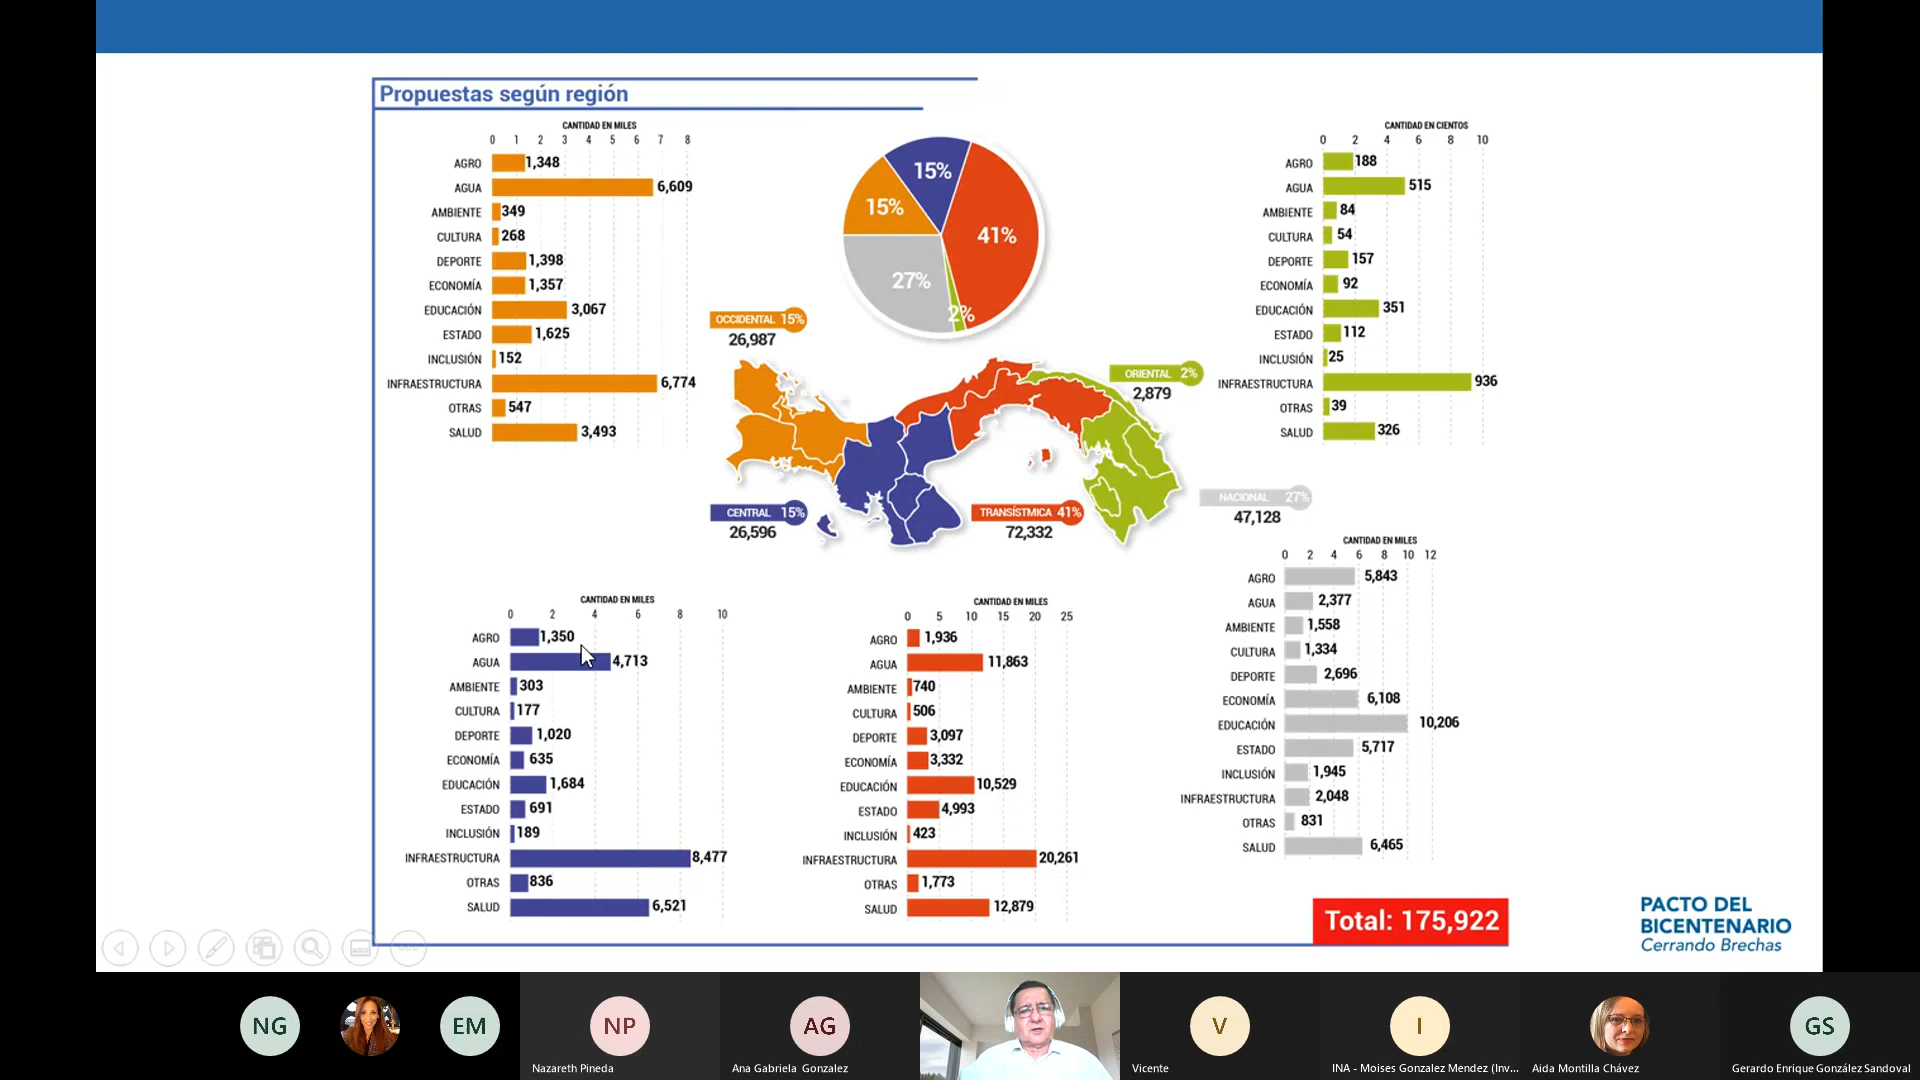 Propuestas según región
CANTIDAD EN MILES
0 1 2 3 4 5 6 7 8
AGRO 1,348
AGUA 6,609
AMBIENTE 349
CULTURA 268
DEPORTE 1,398
ECONOMÍA 1,357
EDUCACIÓN 3,067
ESTADO 1,625
INCLUSIÓN 152
INFRAESTRUCTURA 6,774
OTRAS 547
SALUD 3,493
15%
15%
41%
27%
2%
OCCIDENTAL 15%
26,987
ORIENTAL 2%
2,879
CENTRAL 15%
26,596
TRANSÍSTMICA 41%
72,332
NACIONAL 27%
47,128
CANTIDAD EN CIENTOS
0 2 4 6 8 10
AGRO 188
AGUA 515
AMBIENTE 84
CULTURA 54
DEPORTE 157
ECONOMÍA 92
EDUCACIÓN 351
ESTADO 112
INCLUSIÓN 25
INFRAESTRUCTURA 936
OTRAS 39
SALUD 326
CANTIDAD EN MILES
0 2 4 6 8 10
AGRO 1,350
AGUA 4,713
AMBIENTE 303
CULTURA 177
DEPORTE 1,020
ECONOMÍA 635
EDUCACIÓN 1,684
ESTADO 691
INCLUSIÓN 189
INFRAESTRUCTURA 8,477
OTRAS 836
SALUD 6,521
CANTIDAD EN MILES
0 5 10 15 20 25
AGRO 1,936
AGUA 11,863
AMBIENTE 740
CULTURA 506
DEPORTE 3,097
ECONOMÍA 3,332
EDUCACIÓN 10,529
ESTADO 4,993
INCLUSIÓN 423
INFRAESTRUCTURA 20,261
OTRAS 1,773
SALUD 12,879
CANTIDAD EN MILES
0 2 4 6 8 10 12
AGRO 5,843
AGUA 2,377
AMBIENTE 1,558
CULTURA 1,334
DEPORTE 2,696
ECONOMÍA 6,108
EDUCACIÓN 10,206
ESTADO 5,717
INCLUSIÓN 1,945
INFRAESTRUCTURA 2,048
OTRAS 831
SALUD 6,465
Total: 175,922
PACTO DEL
BICENTENARIO
Cerrando Brechas
NG
EM
NP
Nazareth Pineda
AG
Ana Gabriela Gonzalez
V
Vicente
I
INA - Moises Gonzalez Mendez (Inv...
Aida Montilla Chávez
GS
Gerardo Enrique González Sandoval